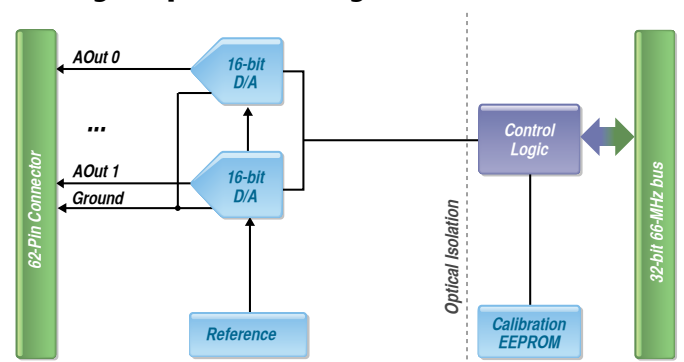 AOut 0
16-bit
D/A
...
Control
Logic
AOut 1
16-bit
D/A
Ground
62-Pin Connector
32-bit 66-MHz bus
Optical Isolation
Reference
Calibration
EEPROM